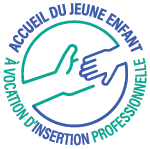 ACCUEIL DU JEUNE ENFANT
À VOCATION D'INSERTION PROFESSIONNELLE